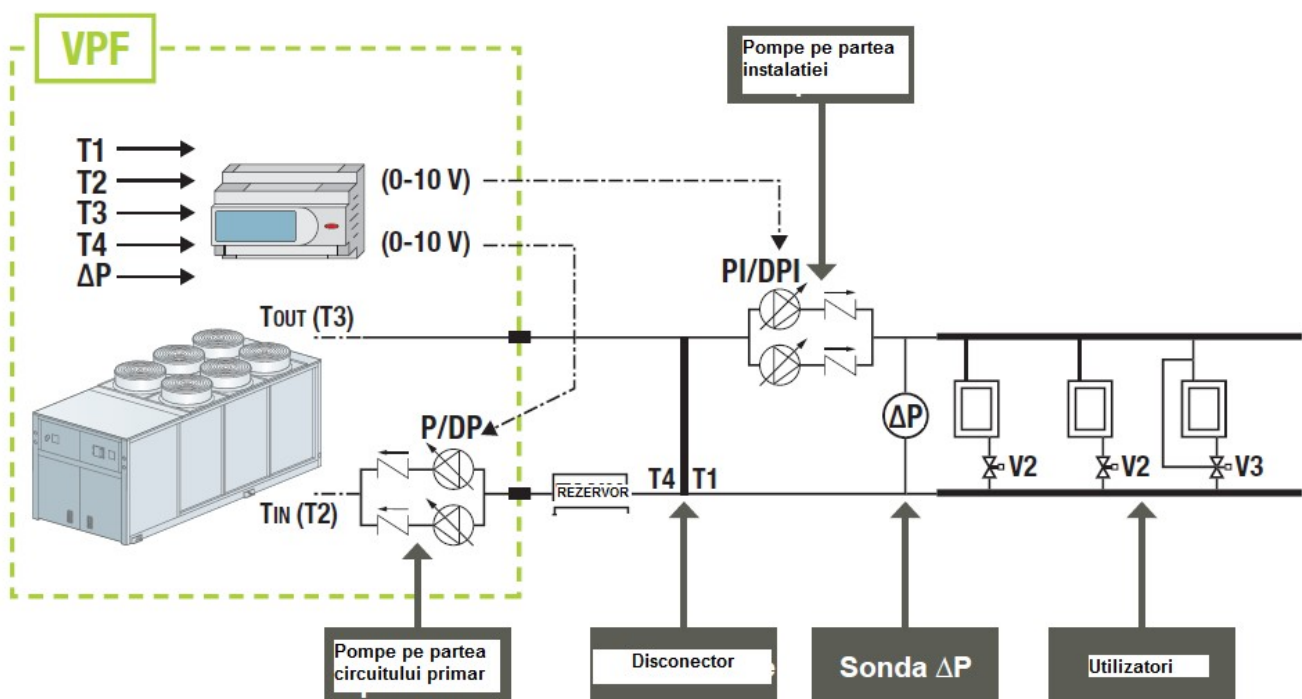 VPF
Pompe pe partea
instalatiei
T1
T2
T3
T4
ΔP
(0-10 V)
(0-10 V)
PI/DPI
TOUT (T3)
P/DP
ΔP
V2
V2
V3
T4 T1
REZERVOR
TIN (T2)
Pompe pe partea
circuitului primar
Disconector
Sonda ΔP
Utilizatori